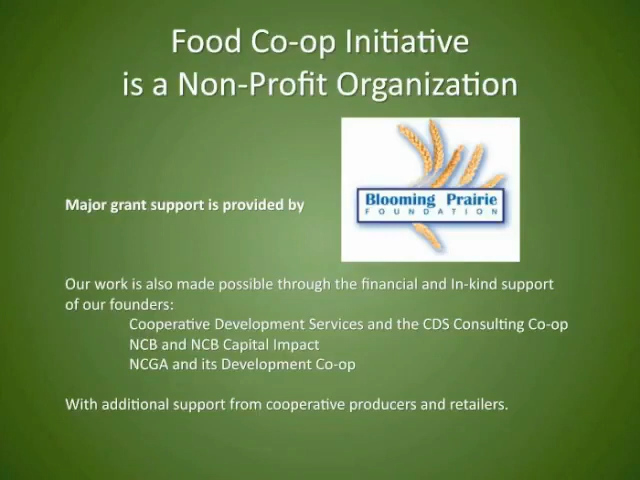 Food Co-op Initiative
is a Non-Profit Organization
Blooming Prairie
FOUNDATION
Major grant support is provided by
Our work is also made possible through the financial and In-kind support
of our founders:
Cooperative Development Services and the CDS Consulting Co-op
NCB and NCB Capital Impact
NCGA and its Development Co-op
With additional support from cooperative producers and retailers.